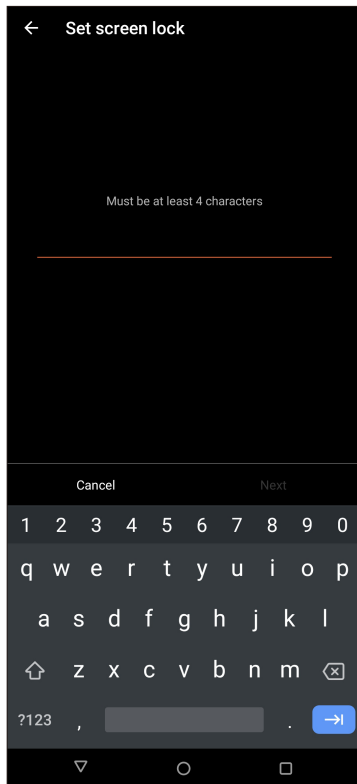 Set screen lock
Must be at least 4 characters
Cancel Next
1 2 3 4 5 6 7 8 9 0
q w e r t y u i o p
a s d f g h j k l
z x c v b n m
?123 , .